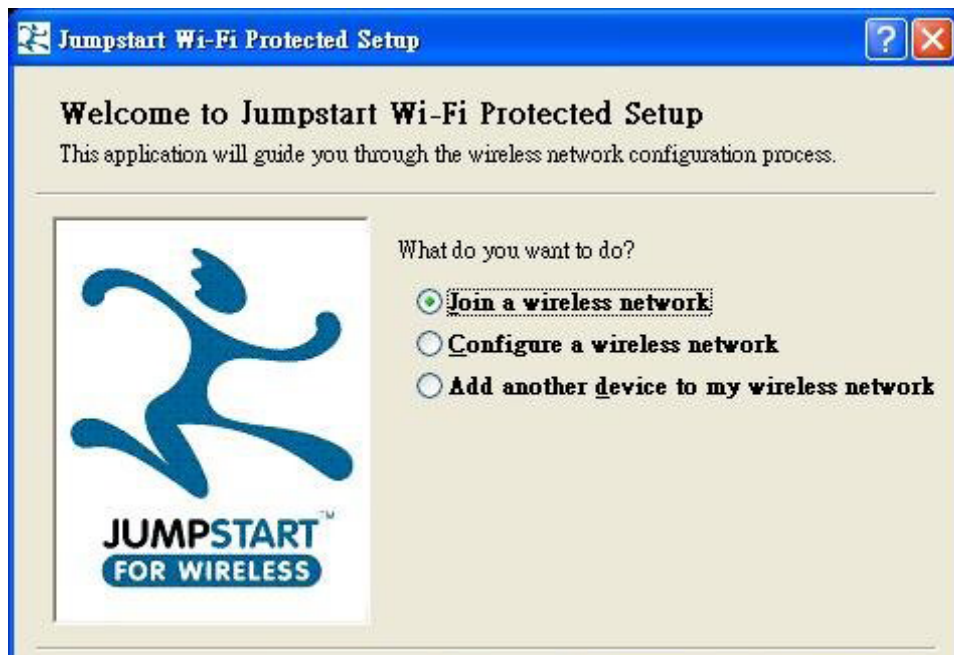 Jumpstart Wi-Fi Protected Setup
Welcome to Jumpstart Wi-Fi Protected Setup
This application will guide you through the wireless network configuration process.
What do you want to do?
Join a wireless network
Configure a wireless network
Add another device to my wireless network
JUMPSTART™
FOR WIRELESS